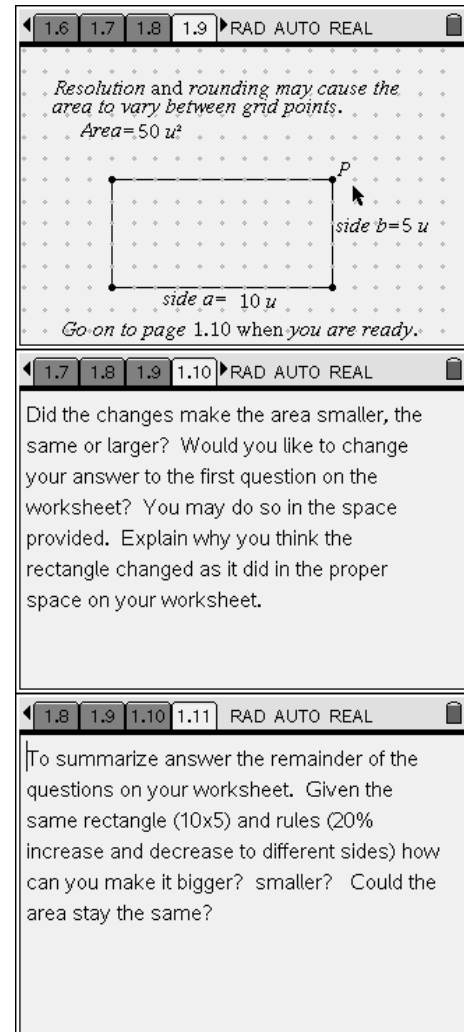 1.6 1.7 1.8 1.9 RAD AUTO REAL
Resolution and rounding may cause the
area to vary between grid points.
Area=50 u²
P
side b=5 u
side a= 10 u
Go on to page 1.10 when you are ready.
1.7 1.8 1.9 1.10 RAD AUTO REAL
Did the changes make the area smaller, the
same or larger? Would you like to change
your answer to the first question on the
worksheet? You may do so in the space
provided. Explain why you think the
rectangle changed as it did in the proper
space on your worksheet.
1.8 1.9 1.10 1.11 RAD AUTO REAL
To summarize answer the remainder of the
questions on your worksheet. Given the
same rectangle (10x5) and rules (20%
increase and decrease to different sides) how
can you make it bigger? smaller? Could the
area stay the same?